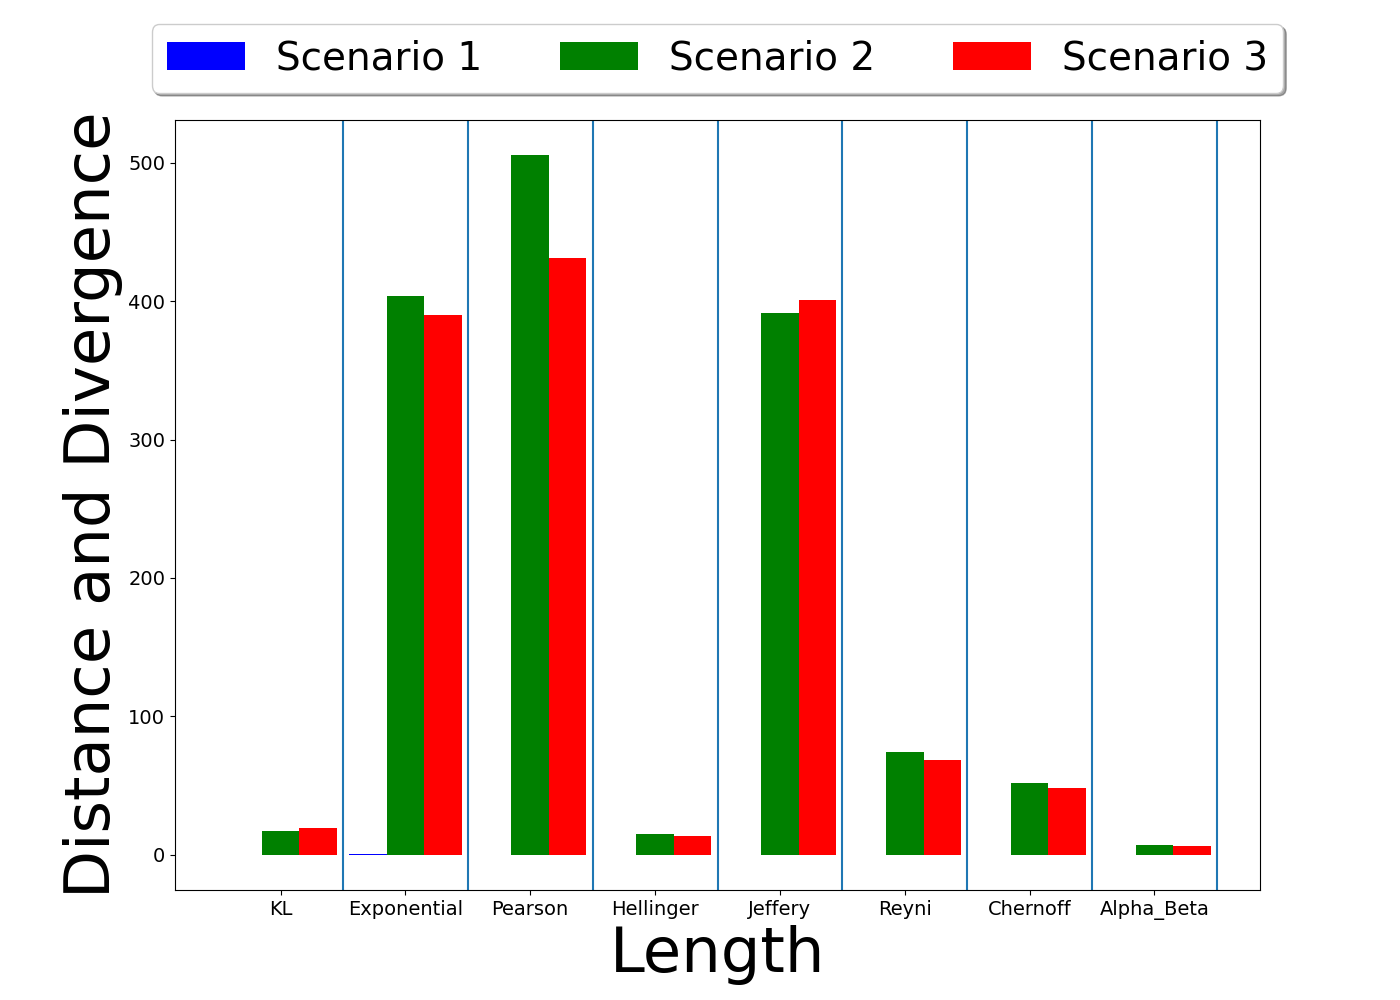 Scenario 1 Scenario 2 Scenario 3
Distance and Divergence
500
400
300
200
100
0
KL Exponential Pearson Hellinger Jeffery Reyni Chernoff Alpha_Beta
Length